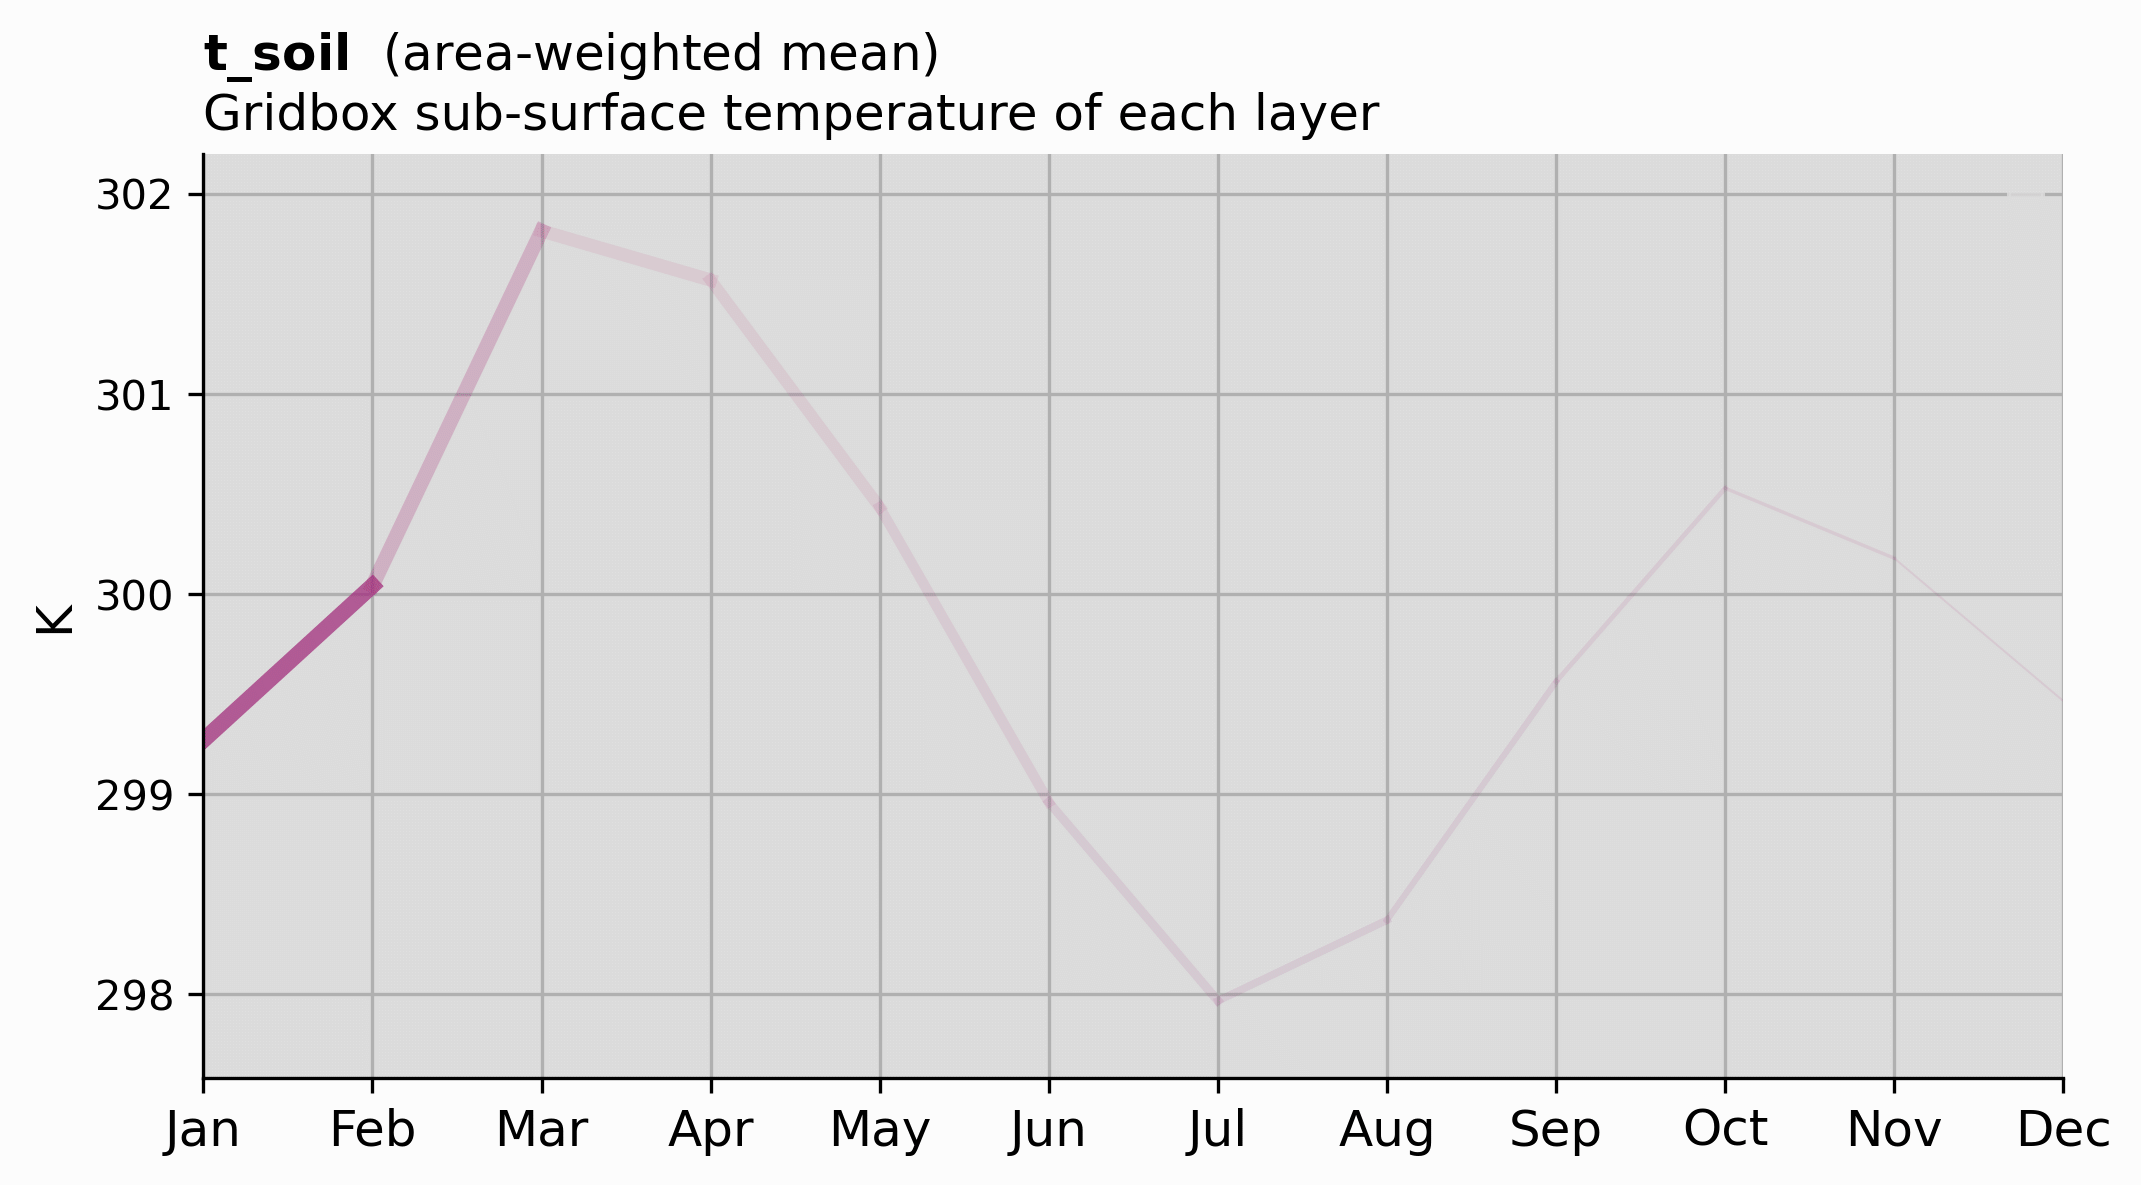 t_soil (area-weighted mean)
Gridbox sub-surface temperature of each layer
302
301
300
299
298
K
Jan Feb Mar Apr May Jun Jul Aug Sep Oct Nov Dec